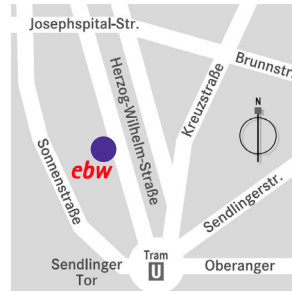 Josephspital-Str.
Brunnstr.
Herzog-Wilhelm-Straße
Kreuzstraße
N
ebw
Sonnenstraße
Sendlingerstr.
Sendlinger
Tor
Tram
U
Oberanger